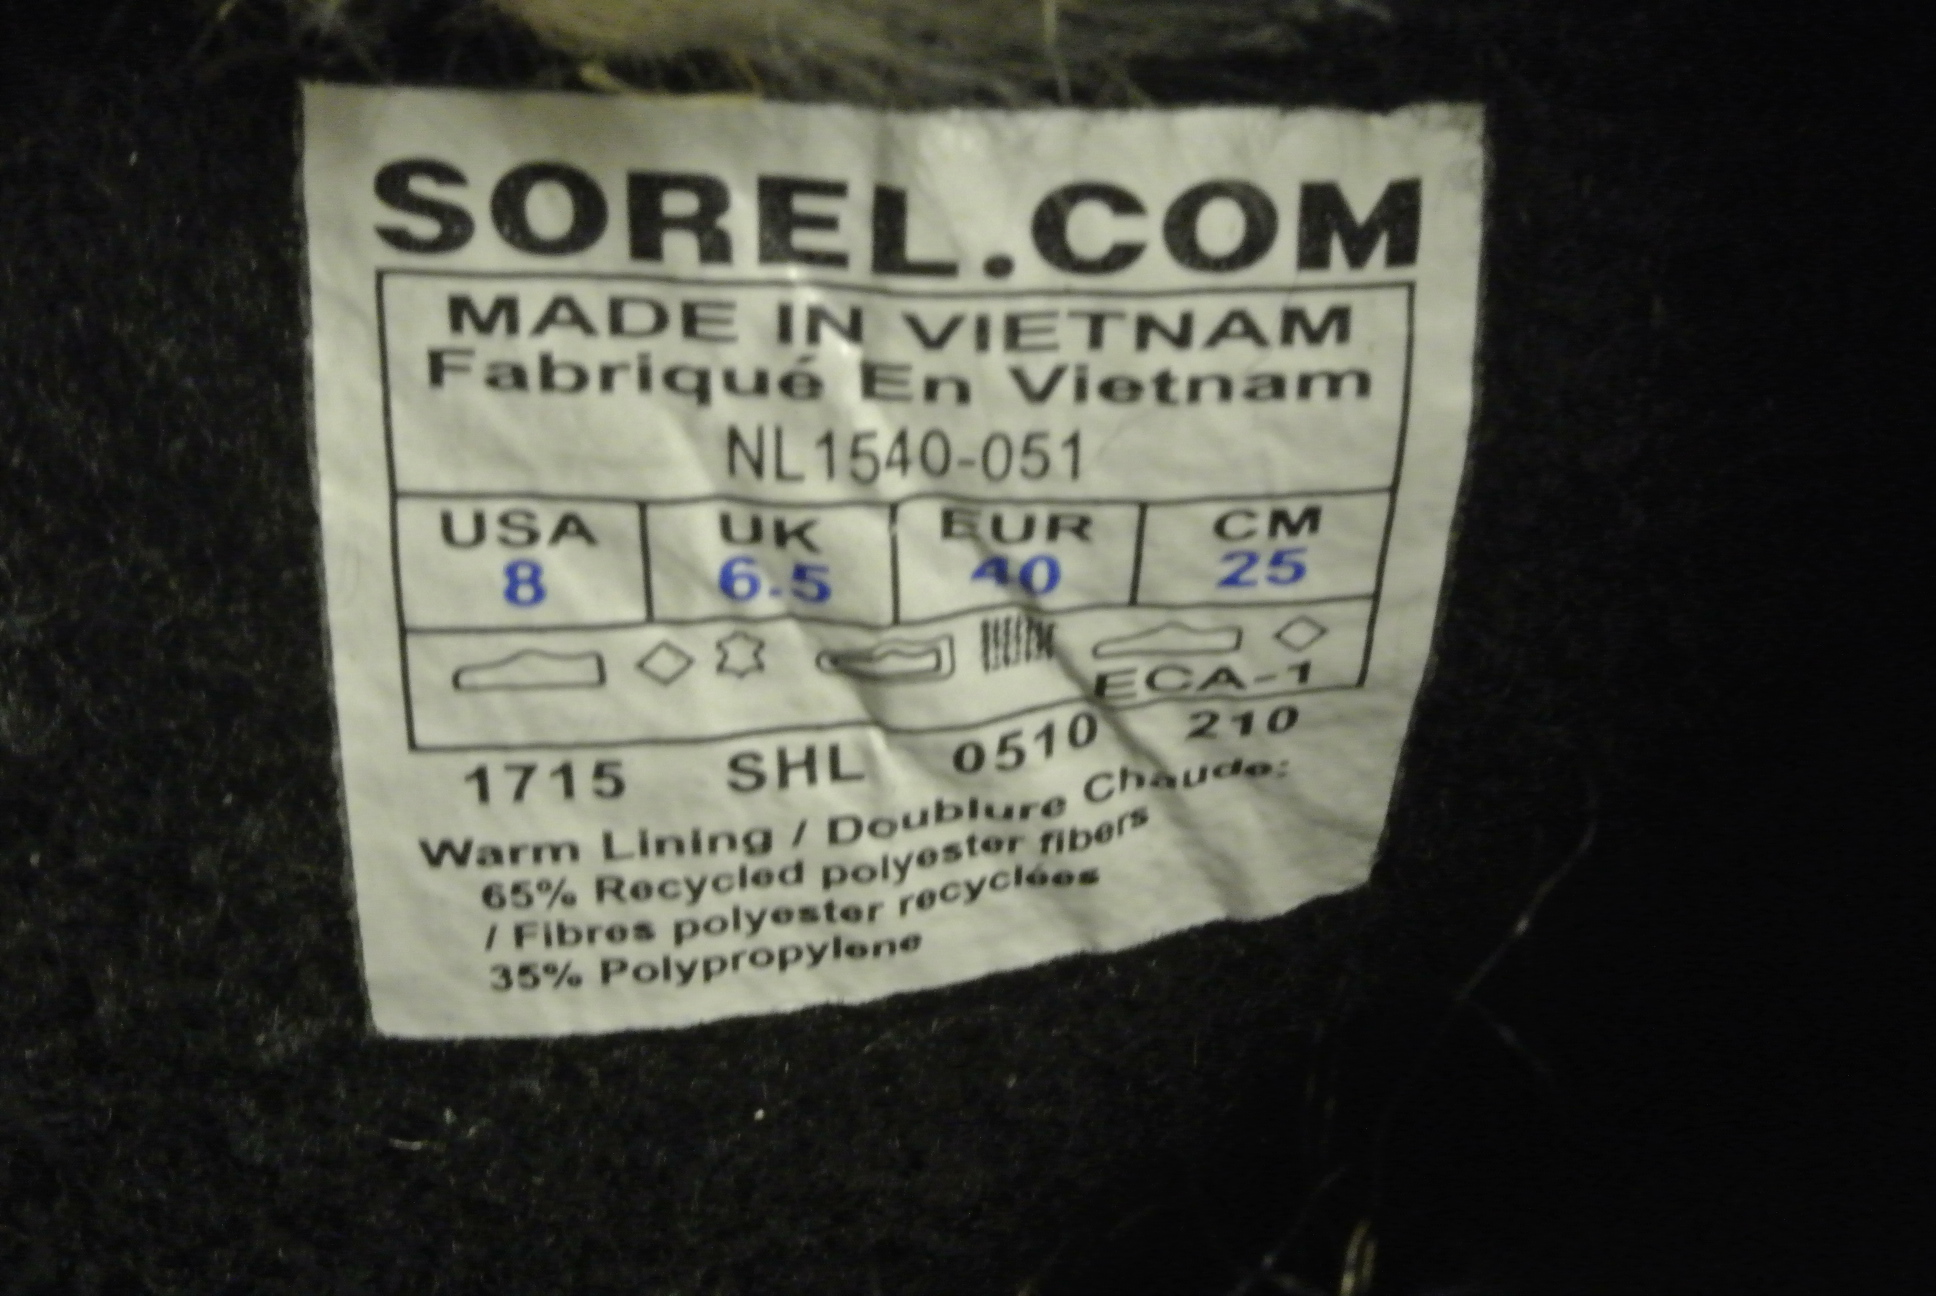 SOREL.COM
MADE IN VIETNAM
Fabriqué En Vietnam
NL1540-051
USA UK EUR CM
8 6.5 40 25
ECA-1
1715 SHL 0510 210
Warm Lining / Doublure Chaude:
65% Recycled polyester fibers
/ Fibres polyester recyclées
35% Polypropylene